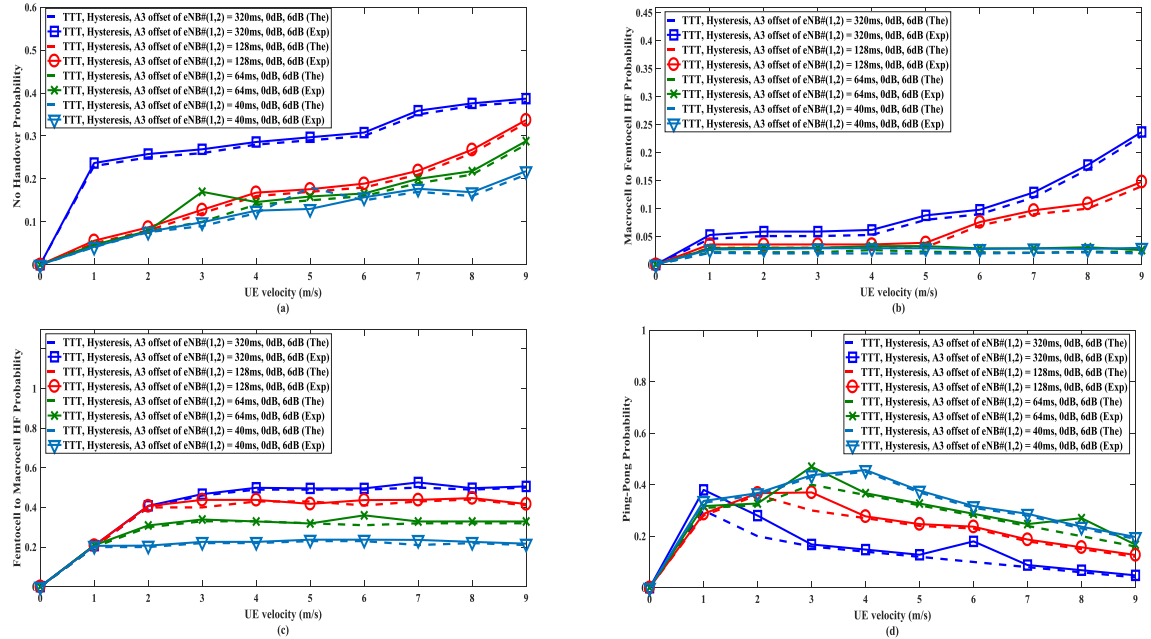 0.6
0.5
0.4
0.3
0.2
0.1
0
No Handover Probability
TTT, Hysteresis, A3 offset of eNB#(1,2) = 320ms, 0dB, 6dB (The)
TTT, Hysteresis, A3 offset of eNB#(1,2) = 320ms, 0dB, 6dB (Exp)
TTT, Hysteresis, A3 offset of eNB#(1,2) = 128ms, 0dB, 6dB (The)
TTT, Hysteresis, A3 offset of eNB#(1,2) = 128ms, 0dB, 6dB (Exp)
TTT, Hysteresis, A3 offset of eNB#(1,2) = 64ms, 0dB, 6dB (The)
TTT, Hysteresis, A3 offset of eNB#(1,2) = 64ms, 0dB, 6dB (Exp)
TTT, Hysteresis, A3 offset of eNB#(1,2) = 40ms, 0dB, 6dB (The)
TTT, Hysteresis, A3 offset of eNB#(1,2) = 40ms, 0dB, 6dB (Exp)
0 1 2 3 4 5 6 7 8 9
UE velocity (m/s)
(a)
0.45
0.4
0.35
0.3
0.25
0.2
0.15
0.1
0.05
0
Macrocell to Femtocell HF Probability
TTT, Hysteresis, A3 offset of eNB#(1,2) = 320ms, 0dB, 6dB (The)
TTT, Hysteresis, A3 offset of eNB#(1,2) = 320ms, 0dB, 6dB (Exp)
TTT, Hysteresis, A3 offset of eNB#(1,2) = 128ms, 0dB, 6dB (The)
TTT, Hysteresis, A3 offset of eNB#(1,2) = 128ms, 0dB, 6dB (Exp)
TTT, Hysteresis, A3 offset of eNB#(1,2) = 64ms, 0dB, 6dB (The)
TTT, Hysteresis, A3 offset of eNB#(1,2) = 64ms, 0dB, 6dB (Exp)
TTT, Hysteresis, A3 offset of eNB#(1,2) = 40ms, 0dB, 6dB (The)
TTT, Hysteresis, A3 offset of eNB#(1,2) = 40ms, 0dB, 6dB (Exp)
0 1 2 3 4 5 6 7 8 9
UE velocity (m/s)
(b)
1
0.8
0.6
0.4
0.2
0
Femtocell to Macrocell HF Probability
TTT, Hysteresis, A3 offset of eNB#(1,2) = 320ms, 0dB, 6dB (The)
TTT, Hysteresis, A3 offset of eNB#(1,2) = 320ms, 0dB, 6dB (Exp)
TTT, Hysteresis, A3 offset of eNB#(1,2) = 128ms, 0dB, 6dB (The)
TTT, Hysteresis, A3 offset of eNB#(1,2) = 128ms, 0dB, 6dB (Exp)
TTT, Hysteresis, A3 offset of eNB#(1,2) = 64ms, 0dB, 6dB (The)
TTT, Hysteresis, A3 offset of eNB#(1,2) = 64ms, 0dB, 6dB (Exp)
TTT, Hysteresis, A3 offset of eNB#(1,2) = 40ms, 0dB, 6dB (The)
TTT, Hysteresis, A3 offset of eNB#(1,2) = 40ms, 0dB, 6dB (Exp)
0 1 2 3 4 5 6 7 8 9
UE velocity (m/s)
(c)
1
0.8
0.6
0.4
0.2
0
Ping-Pong Probability
TTT, Hysteresis, A3 offset of eNB#(1,2) = 320ms, 0dB, 6dB (The)
TTT, Hysteresis, A3 offset of eNB#(1,2) = 320ms, 0dB, 6dB (Exp)
TTT, Hysteresis, A3 offset of eNB#(1,2) = 128ms, 0dB, 6dB (The)
TTT, Hysteresis, A3 offset of eNB#(1,2) = 128ms, 0dB, 6dB (Exp)
TTT, Hysteresis, A3 offset of eNB#(1,2) = 64ms, 0dB, 6dB (The)
TTT, Hysteresis, A3 offset of eNB#(1,2) = 64ms, 0dB, 6dB (Exp)
TTT, Hysteresis, A3 offset of eNB#(1,2) = 40ms, 0dB, 6dB (The)
TTT, Hysteresis, A3 offset of eNB#(1,2) = 40ms, 0dB, 6dB (Exp)
0 1 2 3 4 5 6 7 8 9
UE velocity (m/s)
(d)